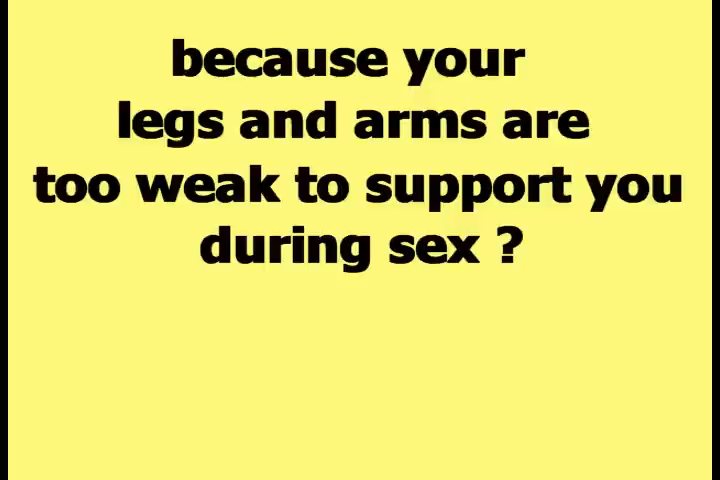 because your
legs and arms are
too weak to support you
during sex ?